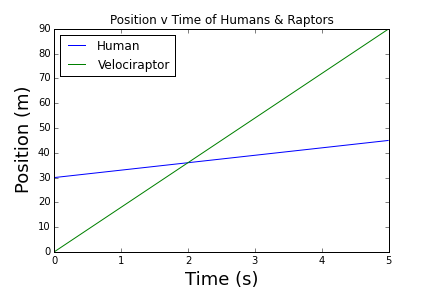 Position v Time of Humans & Raptors
Human
Velociraptor
Position (m)
90
80
70
60
50
40
30
20
10
0
0 1 2 3 4 5
Time (s)